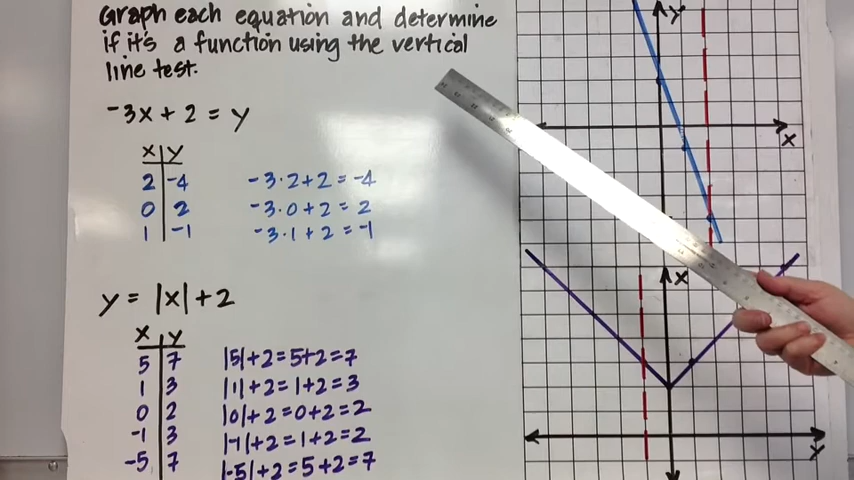 Graph each equation and determine
if it's a function using the vertical
line test.
-3x + 2 = y
x y
2 -4
0 2
1 -1
-3·2+2=-4
-3·0+2=2
-3·1+2=-1
y = |x| + 2
x y
5 7
1 3
0 2
-1 3
-5 7
|5|+2=5+2=7
|1|+2=1+2=3
|0|+2=0+2=2
|-1|+2=1+2=2
|-5|+2=5+2=7
y
x
x
y